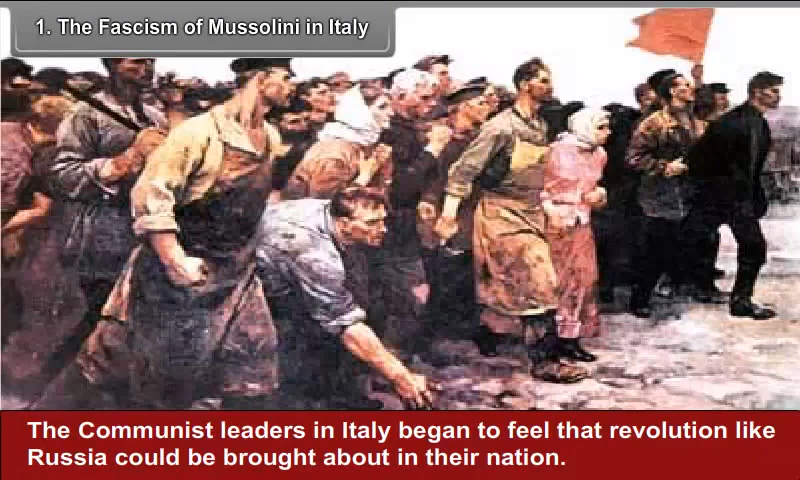 1. The Fascism of Mussolini in Italy
The Communist leaders in Italy began to feel that revolution like
Russia could be brought about in their nation.